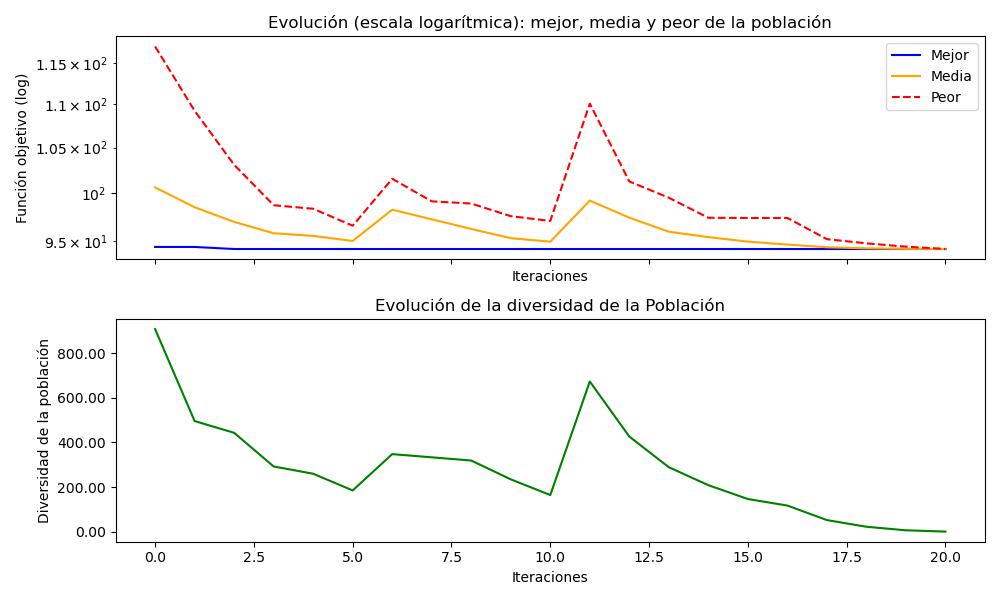 Evolución (escala logarítmica): mejor, media y peor de la población
Función objetivo (log)
1.15 × 10²
1.1 × 10²
1.05 × 10²
10²
9.5 × 10¹
Mejor
Media
Peor
Iteraciones
Evolución de la diversidad de la Población
Diversidad de la población
800.00
600.00
400.00
200.00
0.00
0.0 2.5 5.0 7.5 10.0 12.5 15.0 17.5 20.0
Iteraciones